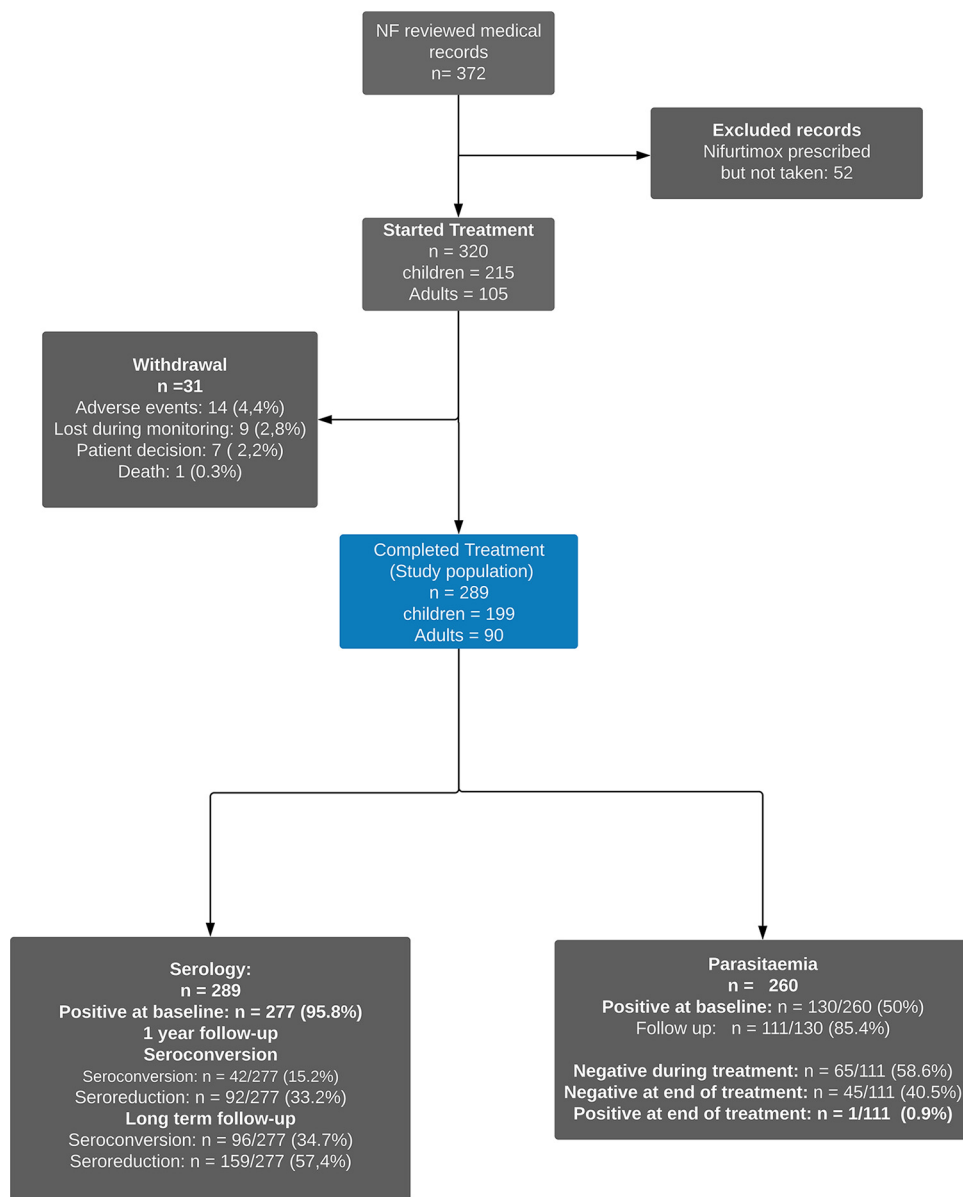 NF reviewed medical
records
n= 372
Excluded records
Nifurtimox prescribed
but not taken: 52
Started Treatment
n = 320
children = 215
Adults = 105
Withdrawal
n =31
Adverse events: 14 (4,4%)
Lost during monitoring: 9 (2,8%)
Patient decision: 7 ( 2,2%)
Death: 1 (0.3%)
Completed Treatment
(Study population)
n = 289
children = 199
Adults = 90
Serology:
n = 289
Positive at baseline: n = 277 (95.8%)
1 year follow-up
Seroconversion
Seroconversion: n = 42/277 (15.2%)
Seroreduction: n = 92/277 (33.2%)
Long term follow-up
Seroconversion: n = 96/277 (34.7%)
Seroreduction: n = 159/277 (57,4%)
Parasitaemia
n =   260
Positive at baseline: n = 130/260 (50%)
Follow up:   n = 111/130 (85.4%)
Negative during treatment: n = 65/111 (58.6%)
Negative at end of treatment: n = 45/111 (40.5%)
Positive at end of treatment: n = 1/111  (0.9%)